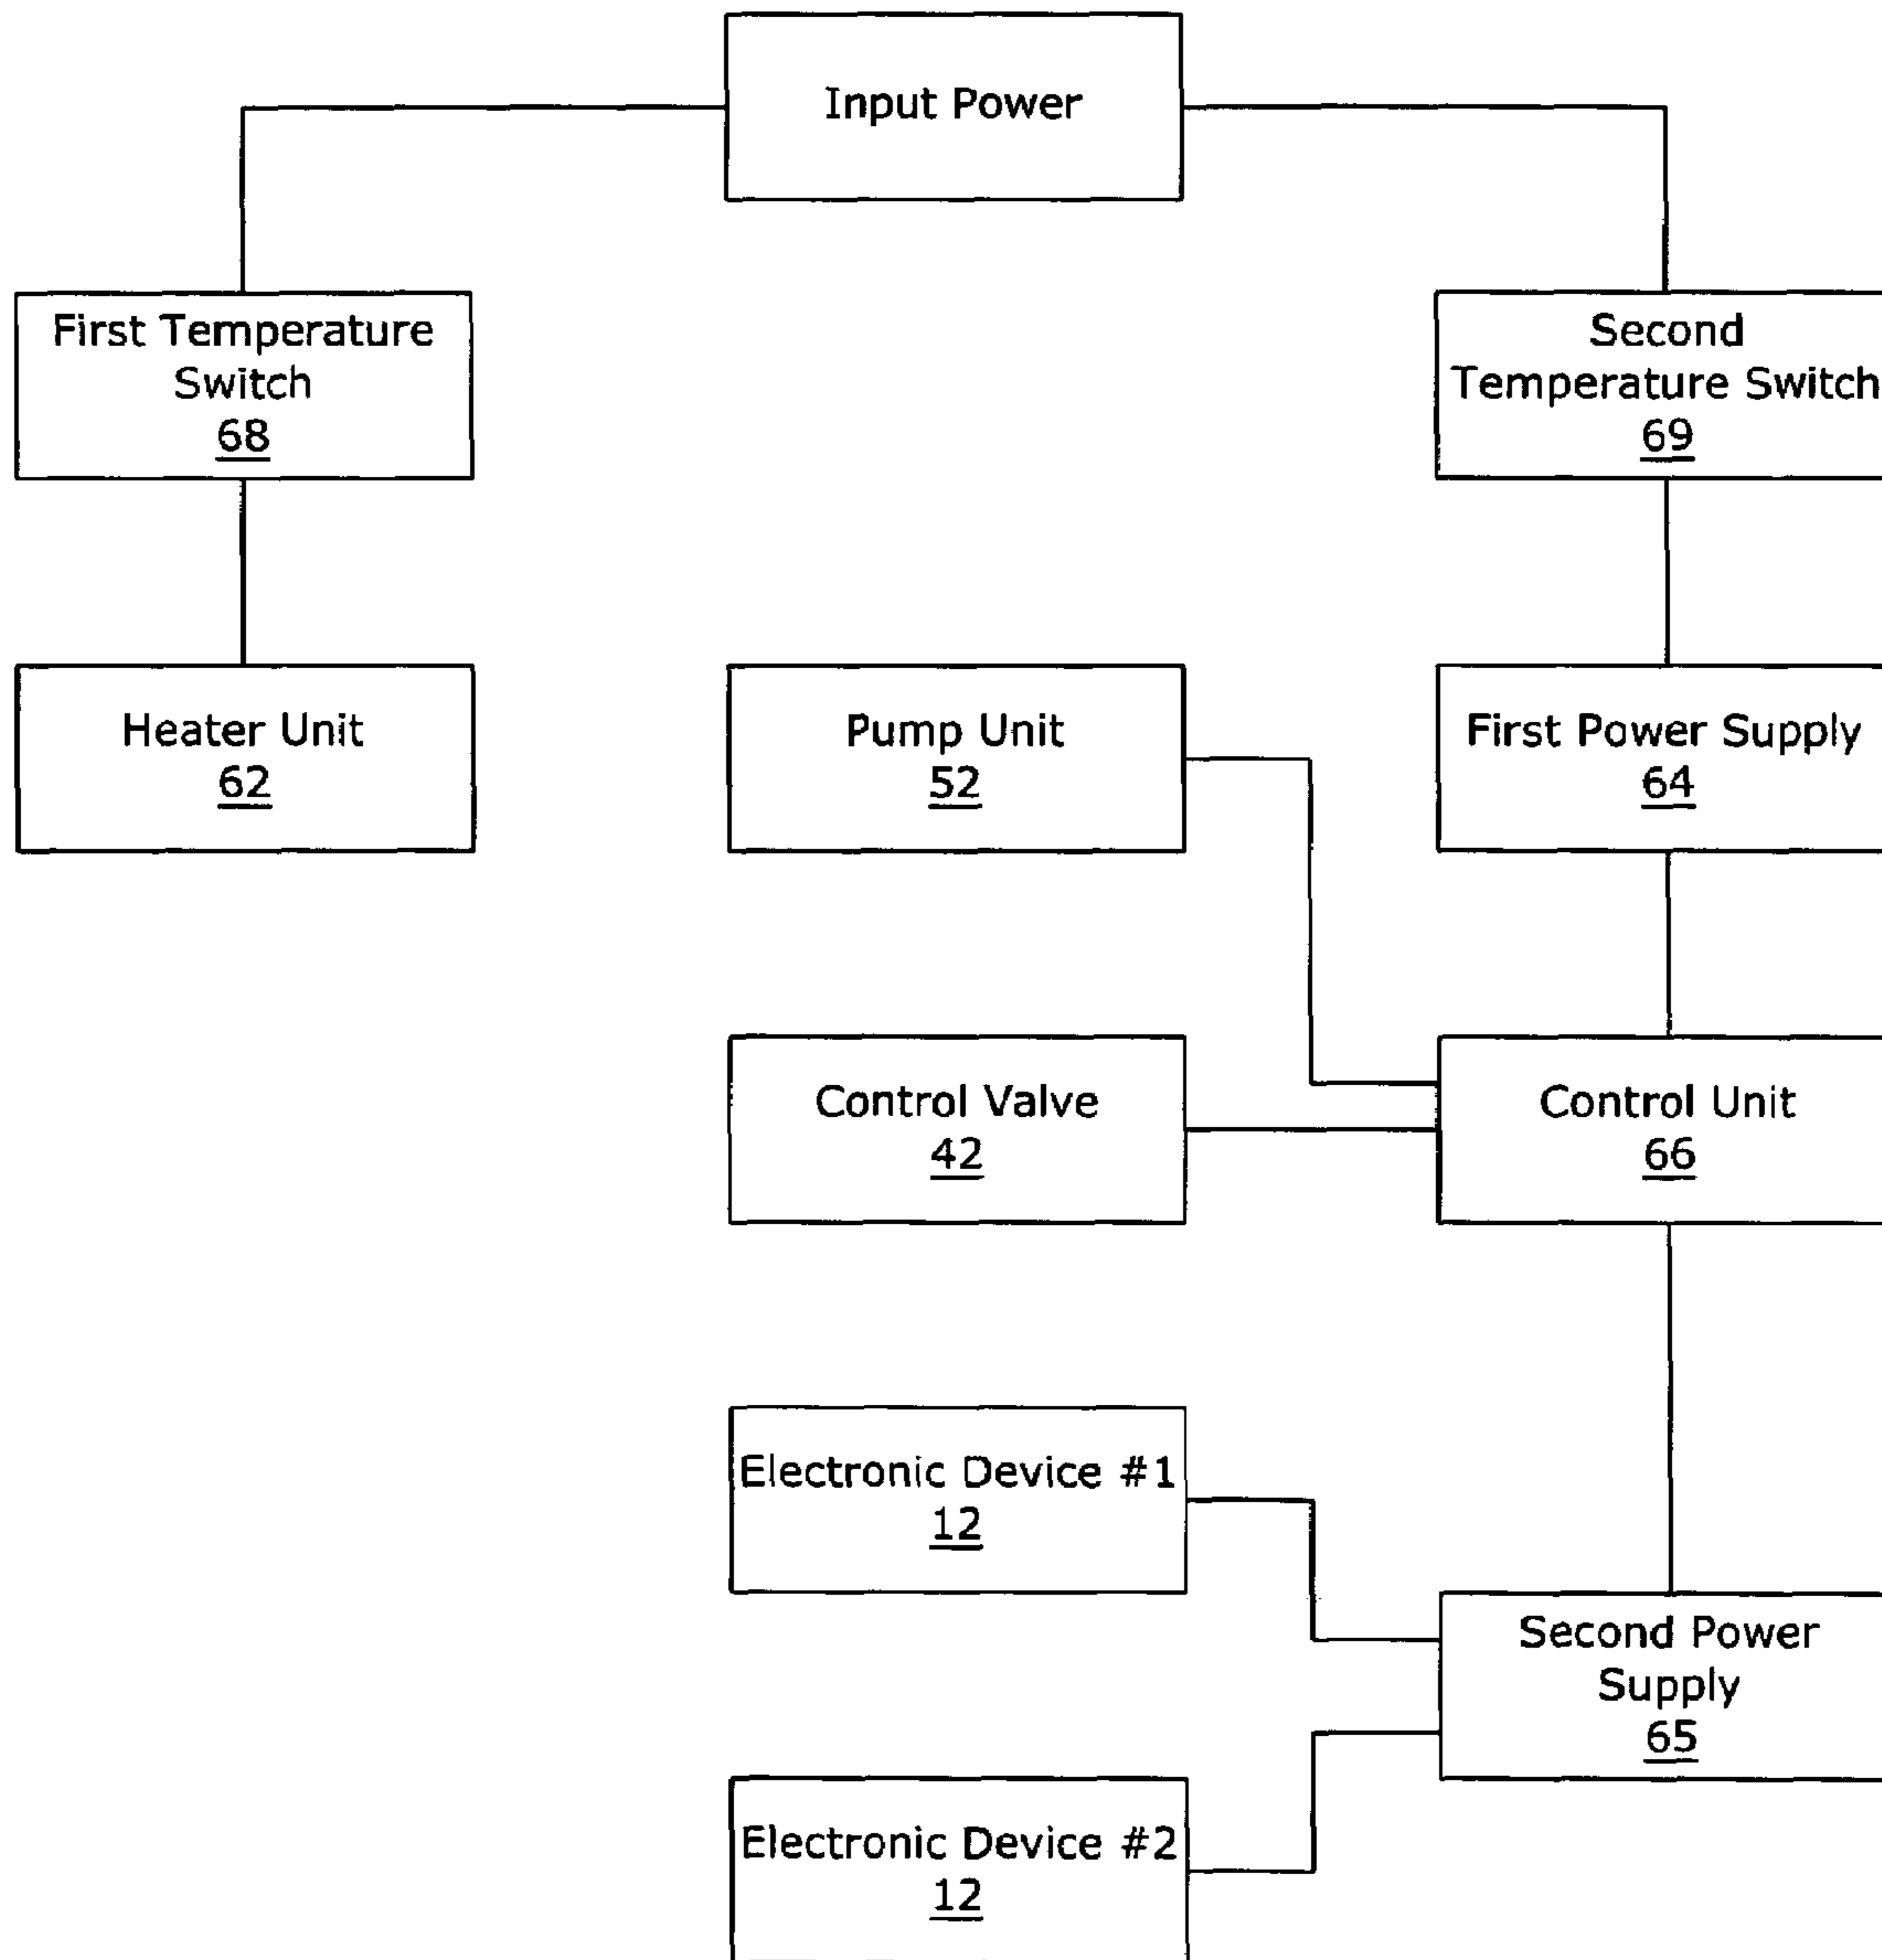 Input Power
First Temperature
Switch
68
Second
Temperature Switch
69
Heater Unit
62
Pump Unit
52
First Power Supply
64
Control Valve
42
Control Unit
66
Electronic Device #1
12
Second Power
Supply
65
Electronic Device #2
12